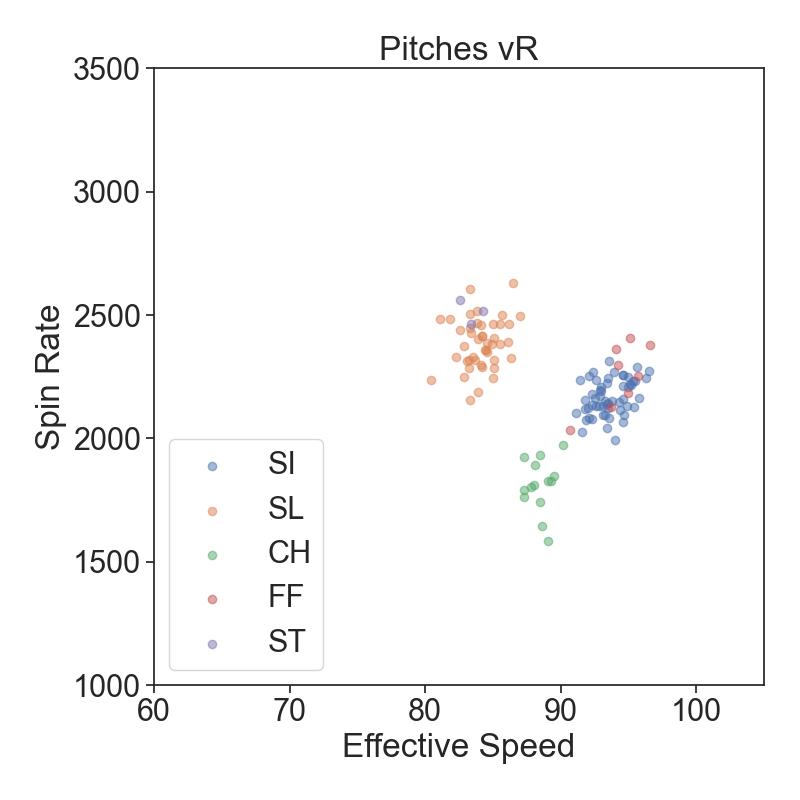 Pitches vR
3500
3000
2500
2000
1500
1000
Spin Rate
SI
SL
CH
FF
ST
60 70 80 90 100
Effective Speed